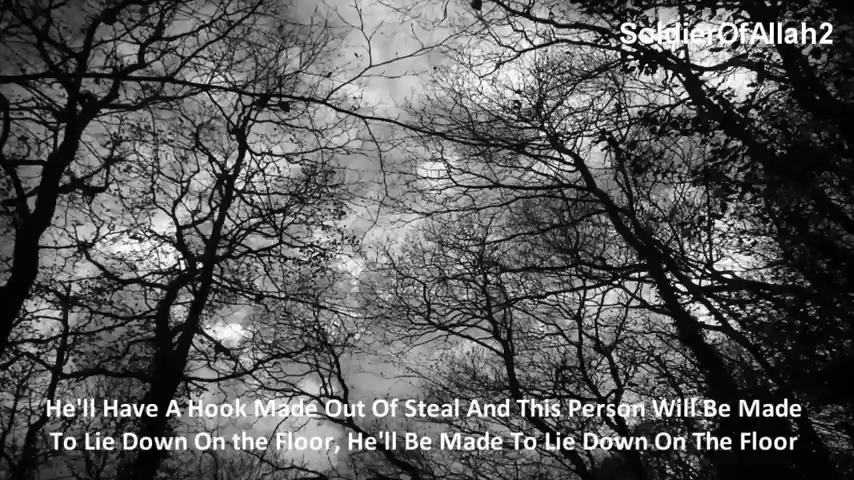 SoldierOfAllah2
He'll Have A Hook Made Out Of Steal And This Person Will Be Made
To Lie Down On the Floor, He'll Be Made To Lie Down On The Floor